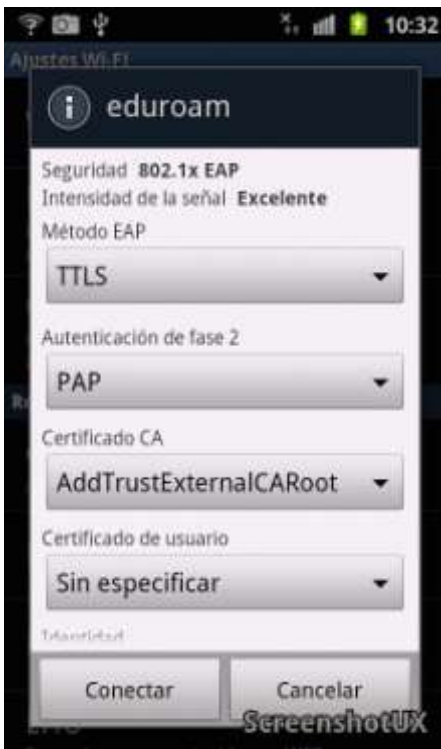 10:32
Ajustes Wi-Fi
eduroam
Seguridad 802.1x EAP
Intensidad de la señal Excelente
Método EAP
TTLS
Autenticación de fase 2
PAP
Certificado CA
AddTrustExternalCARoot
Certificado de usuario
Sin especificar
Identidad
Conectar Cancelar
ScreenshotUX